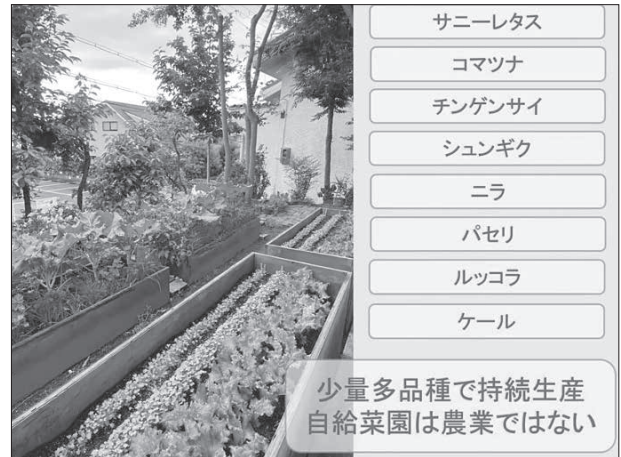 サニーレタス
コマツナ
チンゲンサイ
シュンギク
ニラ
パセリ
ルッコラ
ケール
少量多品種で持続生産
自給菜園は農業ではない